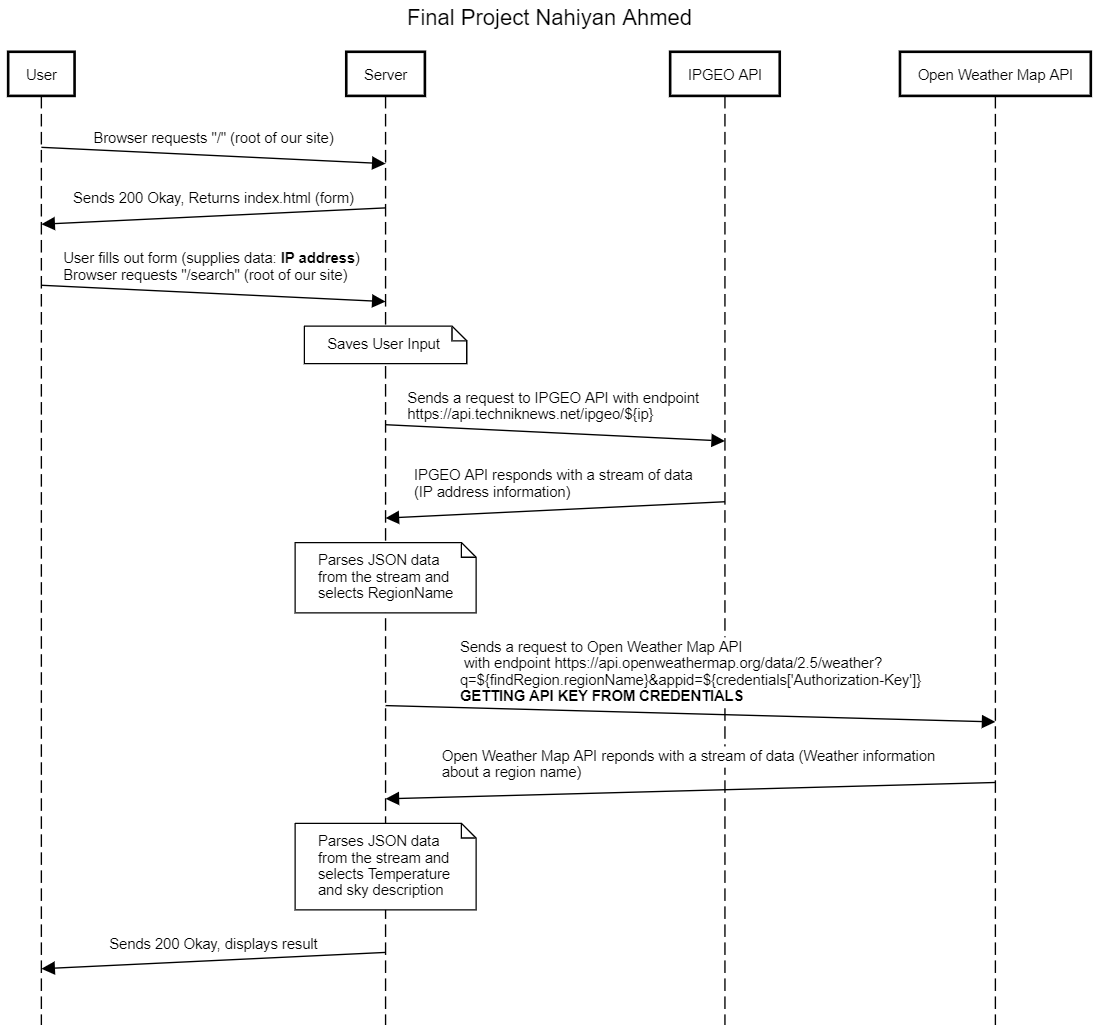 Final Project Nahiyan Ahmed
User
Server
IPGEO API
Open Weather Map API
Browser requests "/" (root of our site)
Sends 200 Okay, Returns index.html (form)
User fills out form (supplies data: IP address)
Browser requests "/search" (root of our site)
Saves User Input
Sends a request to IPGEO API with endpoint
https://api.techniknews.net/ipgeo/${ip}
IPGEO API responds with a stream of data
(IP address information)
Parses JSON data
from the stream and
selects RegionName
Sends a request to Open Weather Map API
with endpoint https://api.openweathermap.org/data/2.5/weather?
q=${findRegion.regionName}&appid=${credentials['Authorization-Key']}
GETTING API KEY FROM CREDENTIALS
Open Weather Map API reponds with a stream of data (Weather information
about a region name)
Parses JSON data
from the stream and
selects Temperature
and sky description
Sends 200 Okay, displays result